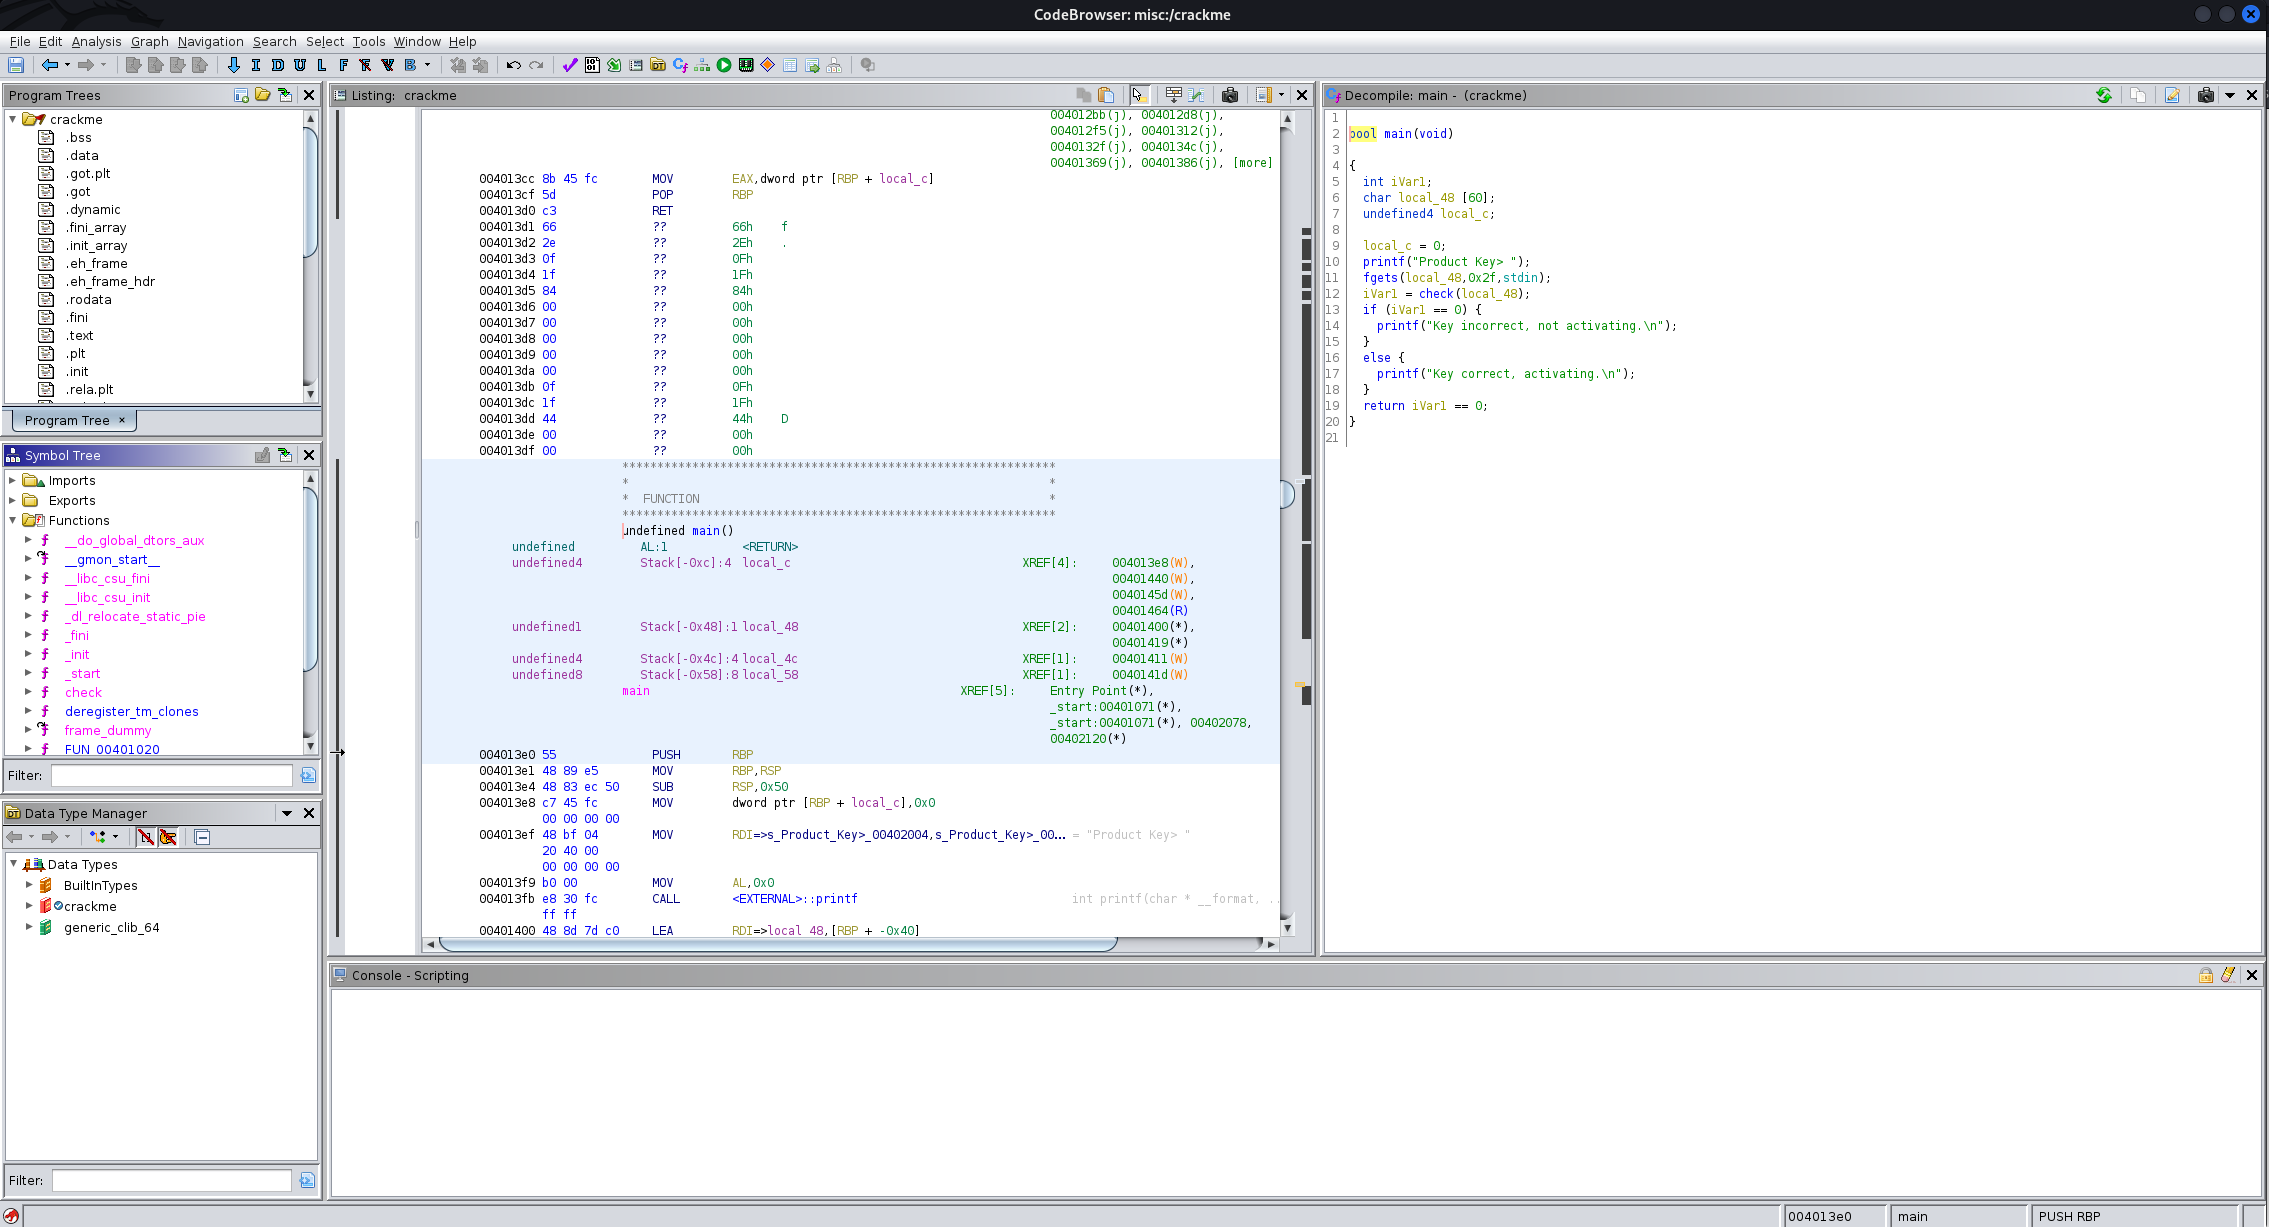 CodeBrowser: misc:/crackme
File Edit Analysis Graph Navigation Search Select Tools Window Help
I D U L F B
Program Trees
crackme
.bss
.data
.got.plt
.got
.dynamic
.fini_array
.init_array
.eh_frame
.eh_frame_hdr
.rodata
.fini
.text
.plt
.init
.rela.plt
Program Tree ×
Symbol Tree
Imports
Exports
Functions
__do_global_dtors_aux
__gmon_start__
__libc_csu_fini
__libc_csu_init
_dl_relocate_static_pie
_fini
_init
_start
check
deregister_tm_clones
frame_dummy
FUN_00401020
Filter:
Data Type Manager
Data Types
BuiltInTypes
crackme
generic_clib_64
Filter:
Listing: crackme
004012bb(j), 004012d8(j),
004012f5(j), 00401312(j),
0040132f(j), 0040134c(j),
00401369(j), 00401386(j), [more]
004013cc 8b 45 fc MOV EAX,dword ptr [RBP + local_c]
004013cf 5d POP RBP
004013d0 c3 RET
004013d1 66 ?? 66h f
004013d2 2e ?? 2Eh .
004013d3 0f ?? 0Fh
004013d4 1f ?? 1Fh
004013d5 84 ?? 84h
004013d6 00 ?? 00h
004013d7 00 ?? 00h
004013d8 00 ?? 00h
004013d9 00 ?? 00h
004013da 00 ?? 00h
004013db 0f ?? 0Fh
004013dc 1f ?? 1Fh
004013dd 44 ?? 44h D
004013de 00 ?? 00h
004013df 00 ?? 00h
**************************************************************
* *
* FUNCTION *
**************************************************************
undefined main()
undefined AL:1 <RETURN>
undefined4 Stack[-0xc]:4 local_c XREF[4]: 004013e8(W),
00401440(W),
0040145d(W),
00401464(R)
undefined1 Stack[-0x48]:1 local_48 XREF[2]: 00401400(*),
00401419(*)
undefined4 Stack[-0x4c]:4 local_4c XREF[1]: 00401411(W)
undefined8 Stack[-0x58]:8 local_58 XREF[1]: 0040141d(W)
main XREF[5]: Entry Point(*),
_start:00401071(*),
_start:00401071(*), 00402078,
00402120(*)
004013e0 55 PUSH RBP
004013e1 48 89 e5 MOV RBP,RSP
004013e4 48 83 ec 50 SUB RSP,0x50
004013e8 c7 45 fc MOV dword ptr [RBP + local_c],0x0
00 00 00 00
004013ef 48 bf 04 MOV RDI=>s_Product_Key>_00402004,s_Product_Key>_00... = "Product Key> "
20 40 00
00 00 00 00
004013f9 b0 00 MOV AL,0x0
004013fb e8 30 fc CALL <EXTERNAL>::printf int printf(char * __format, ..
ff ff
00401400 48 8d 7d c0 LEA RDI=>local_48,[RBP + -0x40]
Decompile: main - (crackme)
1
2 bool main(void)
3
4 {
5 int iVar1;
6 char local_48 [60];
7 undefined4 local_c;
8
9 local_c = 0;
10 printf("Product Key> ");
11 fgets(local_48,0x2f,stdin);
12 iVar1 = check(local_48);
13 if (iVar1 == 0) {
14 printf("Key incorrect, not activating.\n");
15 }
16 else {
17 printf("Key correct, activating.\n");
18 }
19 return iVar1 == 0;
20 }
21
Console - Scripting
004013e0 main PUSH RBP